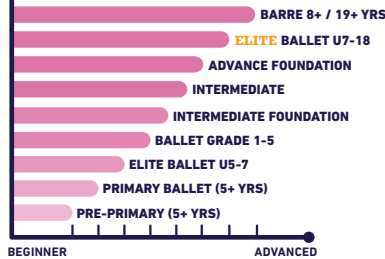 BARRE 8+ / 19+ YRS
ELITE BALLET U7-18
ADVANCE FOUNDATION
INTERMEDIATE
INTERMEDIATE FOUNDATION
BALLET GRADE 1-5
ELITE BALLET U5-7
PRIMARY BALLET (5+ YRS)
PRE-PRIMARY (5+ YRS)
BEGINNER ADVANCED